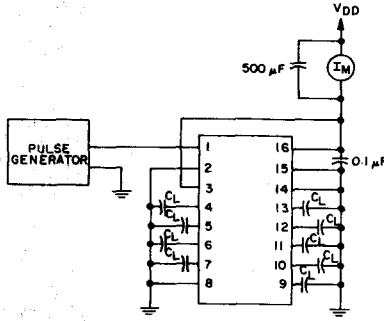 VDD
500 µF
IM
PULSE
GENERATOR
1
2
3
4
5
6
7
8
16
15
14
13
12
11
10
9
0.1 µF
CL
CL
CL
CL
CL
CL
CL
CL
CL